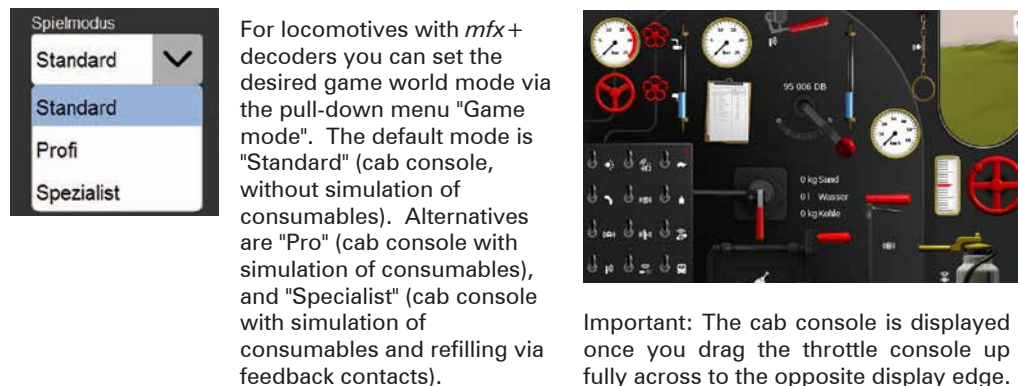 Spielmodus
Standard
Standard
Profi
Spezialist
For locomotives with mfx+
decoders you can set the
desired game world mode via
the pull-down menu "Game
mode".  The default mode is
"Standard" (cab console,
without simulation of
consumables).  Alternatives
are "Pro" (cab console with
simulation of consumables),
and "Specialist" (cab console
with simulation of
consumables and refilling via
feedback contacts).
95 006 DB
0 kg Sand
0 l Wasser
0 kg Kohle
Important: The cab console is displayed
once you drag the throttle console up
fully across to the opposite display edge.